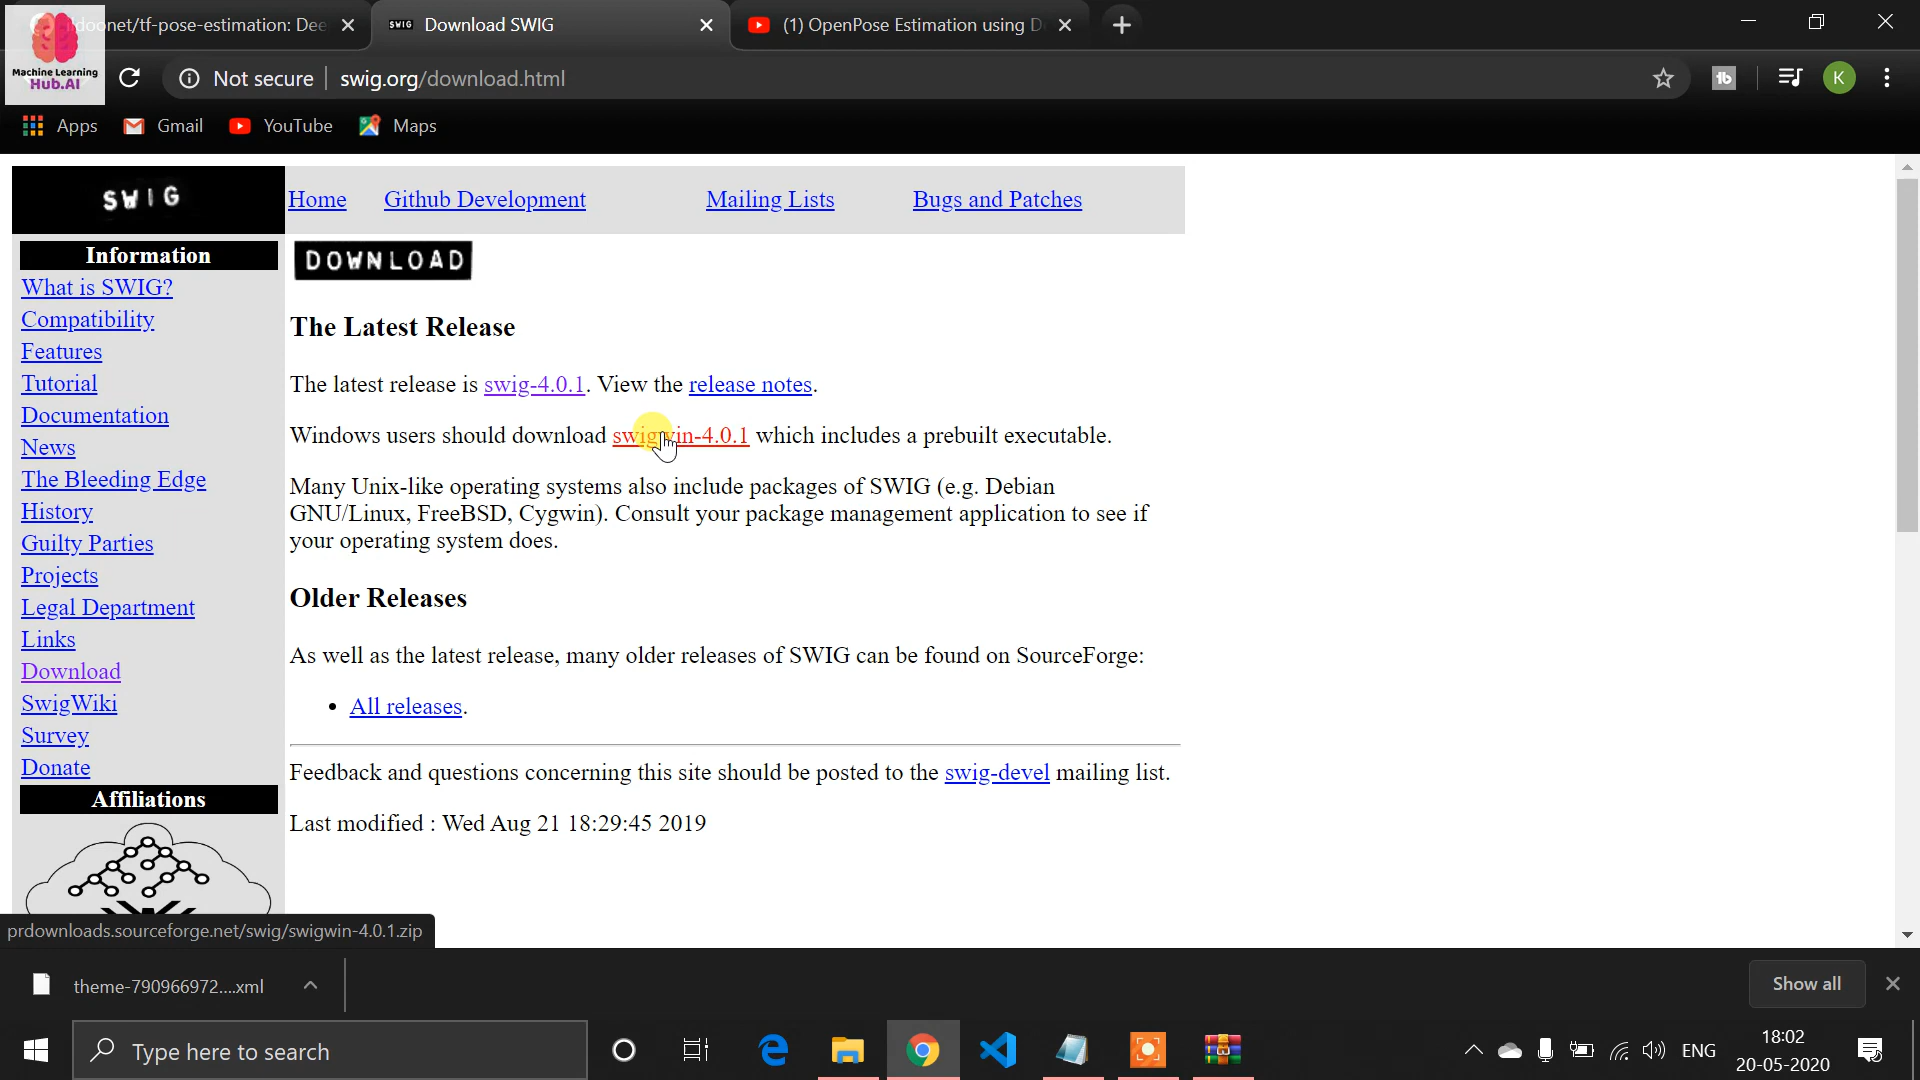 ildoonet/tf-pose-estimation: Dee
SWIG Download SWIG
(1) OpenPose Estimation using D
Machine Learning
Hub.AI
Not secure swig.org/download.html
tb
K
Apps Gmail YouTube Maps
SWIG
Home Github Development Mailing Lists Bugs and Patches
Information
What is SWIG?
Compatibility
Features
Tutorial
Documentation
News
The Bleeding Edge
History
Guilty Parties
Projects
Legal Department
Links
Download
SwigWiki
Survey
Donate
Affiliations
DOWNLOAD
The Latest Release
The latest release is swig-4.0.1. View the release notes.
Windows users should download swigwin-4.0.1 which includes a prebuilt executable.
Many Unix-like operating systems also include packages of SWIG (e.g. Debian
GNU/Linux, FreeBSD, Cygwin). Consult your package management application to see if
your operating system does.
Older Releases
As well as the latest release, many older releases of SWIG can be found on SourceForge:
• All releases.
Feedback and questions concerning this site should be posted to the swig-devel mailing list.
Last modified : Wed Aug 21 18:29:45 2019
prdownloads.sourceforge.net/swig/swigwin-4.0.1.zip
theme-790966972....xml
Show all
Type here to search
ENG
18:02
20-05-2020